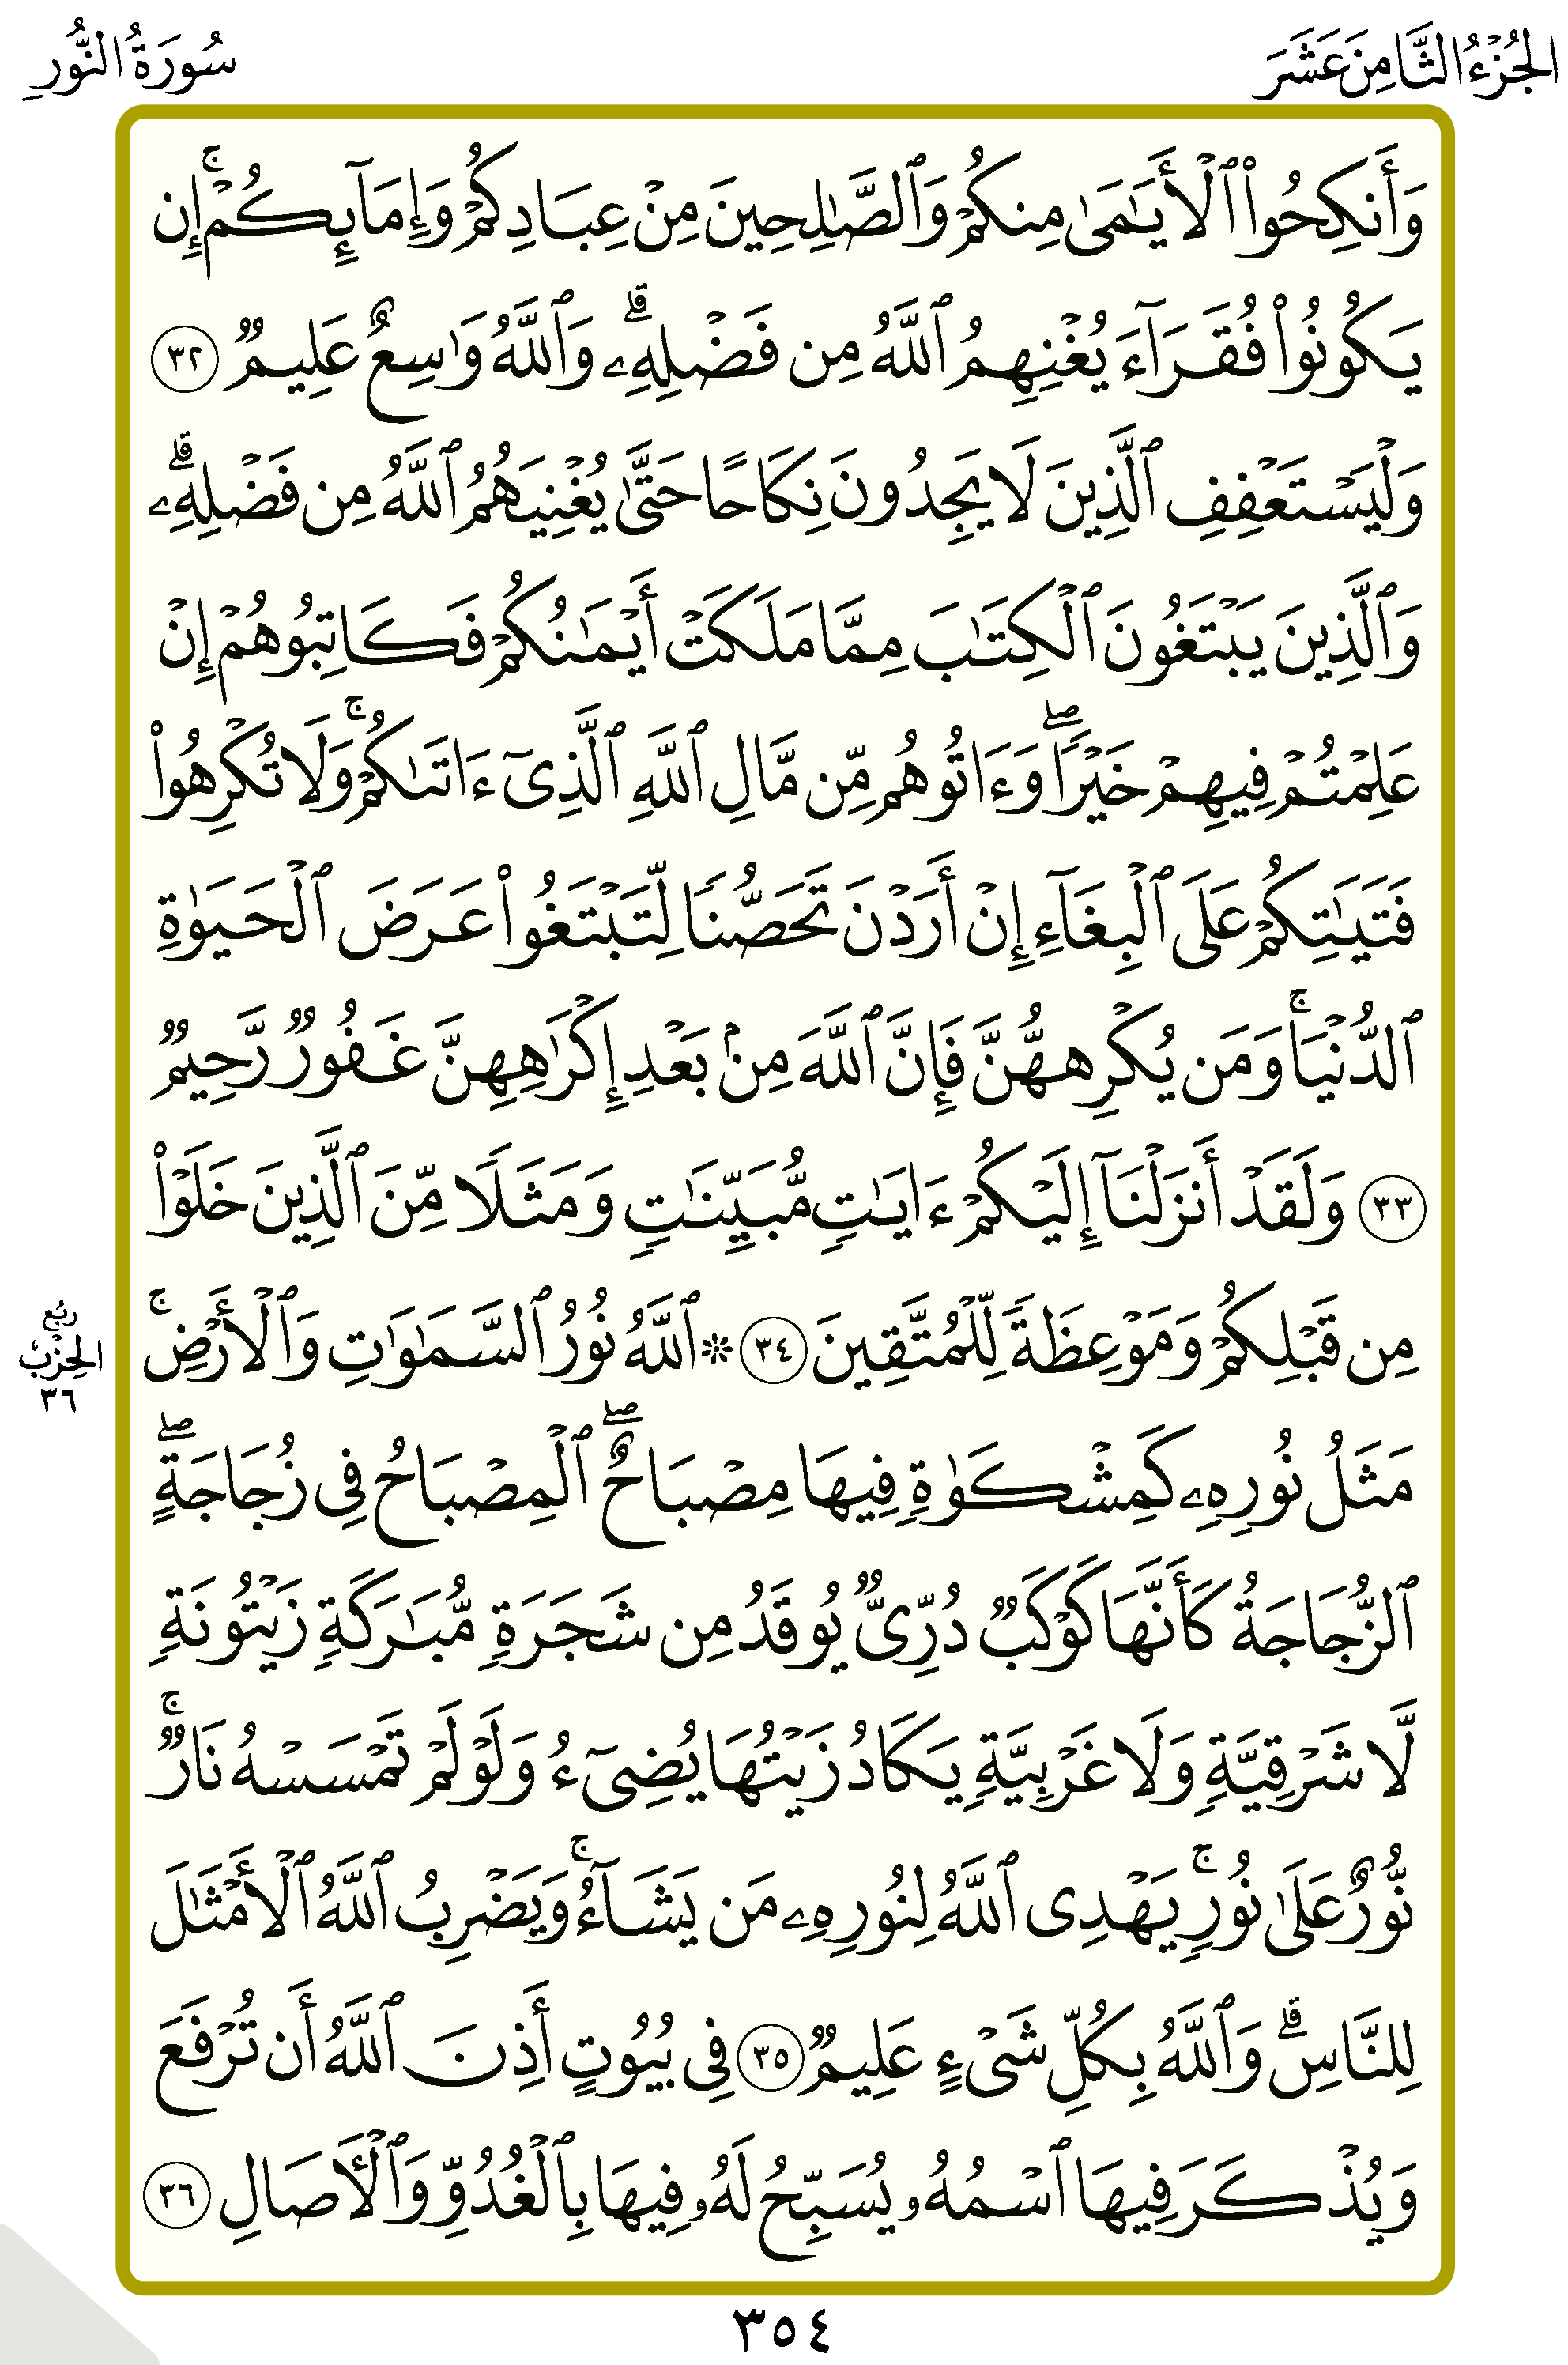 الجُزْءُ الثَّامِنَ عَشَرَ
سُورَةُ النُّورِ
وَأَنكِحُواْ ٱلْأَيَٰمَىٰ مِنكُمْ وَٱلصَّٰلِحِينَ مِنْ عِبَادِكُمْ وَإِمَآئِكُمْۚ إِن
يَكُونُواْ فُقَرَآءَ يُغْنِهِمُ ٱللَّهُ مِن فَضْلِهِۦۗ وَٱللَّهُ وَٰسِعٌ عَلِيمٌ ٣٢
وَلْيَسْتَعْفِفِ ٱلَّذِينَ لَا يَجِدُونَ نِكَاحًا حَتَّىٰ يُغْنِيَهُمُ ٱللَّهُ مِن فَضْلِهِۦۗ
وَٱلَّذِينَ يَبْتَغُونَ ٱلْكِتَٰبَ مِمَّا مَلَكَتْ أَيْمَٰنُكُمْ فَكَاتِبُوهُمْ إِنْ
عَلِمْتُمْ فِيهِمْ خَيْرًاۖ وَءَاتُوهُم مِّن مَّالِ ٱللَّهِ ٱلَّذِىٓ ءَاتَىٰكُمْۚ وَلَا تُكْرِهُواْ
فَتَيَٰتِكُمْ عَلَى ٱلْبِغَآءِ إِنْ أَرَدْنَ تَحَصُّنًا لِّتَبْتَغُواْ عَرَضَ ٱلْحَيَوٰةِ
ٱلدُّنْيَاۚ وَمَن يُكْرِههُّنَّ فَإِنَّ ٱللَّهَ مِنۢ بَعْدِ إِكْرَٰهِهِنَّ غَفُورٌ رَّحِيمٌ
٣٣ وَلَقَدْ أَنزَلْنَآ إِلَيْكُمْ ءَايَٰتٍ مُّبَيِّنَٰتٍ وَمَثَلًا مِّنَ ٱلَّذِينَ خَلَوْاْ
مِن قَبْلِكُمْ وَمَوْعِظَةً لِّلْمُتَّقِينَ ٣٤ ۞ ٱللَّهُ نُورُ ٱلسَّمَٰوَٰتِ وَٱلْأَرْضِۚ
رُبْع
الحِزْب
٣٦
مَثَلُ نُورِهِۦ كَمِشْكَوٰةٍ فِيهَا مِصْبَاحٌۖ ٱلْمِصْبَاحُ فِى زُجَاجَةٍۖ
ٱلزُّجَاجَةُ كَأَنَّهَا كَوْكَبٌ دُرِّىٌّ يُوقَدُ مِن شَجَرَةٍ مُّبَٰرَكَةٍ زَيْتُونَةٍ
لَّا شَرْقِيَّةٍ وَلَا غَرْبِيَّةٍ يَكَادُ زَيْتُهَا يُضِىٓءُ وَلَوْ لَمْ تَمْسَسْهُ نَارٌۚ
نُّورٌ عَلَىٰ نُورٍۚ يَهْدِى ٱللَّهُ لِنُورِهِۦ مَن يَشَآءُۚ وَيَضْرِبُ ٱللَّهُ ٱلْأَمْثَٰلَ
لِلنَّاسِۗ وَٱللَّهُ بِكُلِّ شَىْءٍ عَلِيمٌ ٣٥ فِى بُيُوتٍ أَذِنَ ٱللَّهُ أَن تُرْفَعَ
وَيُذْكَرَ فِيهَا ٱسْمُهُۥ يُسَبِّحُ لَهُۥ فِيهَا بِٱلْغُدُوِّ وَٱلْأٓصَالِ ٣٦
٣٥٤